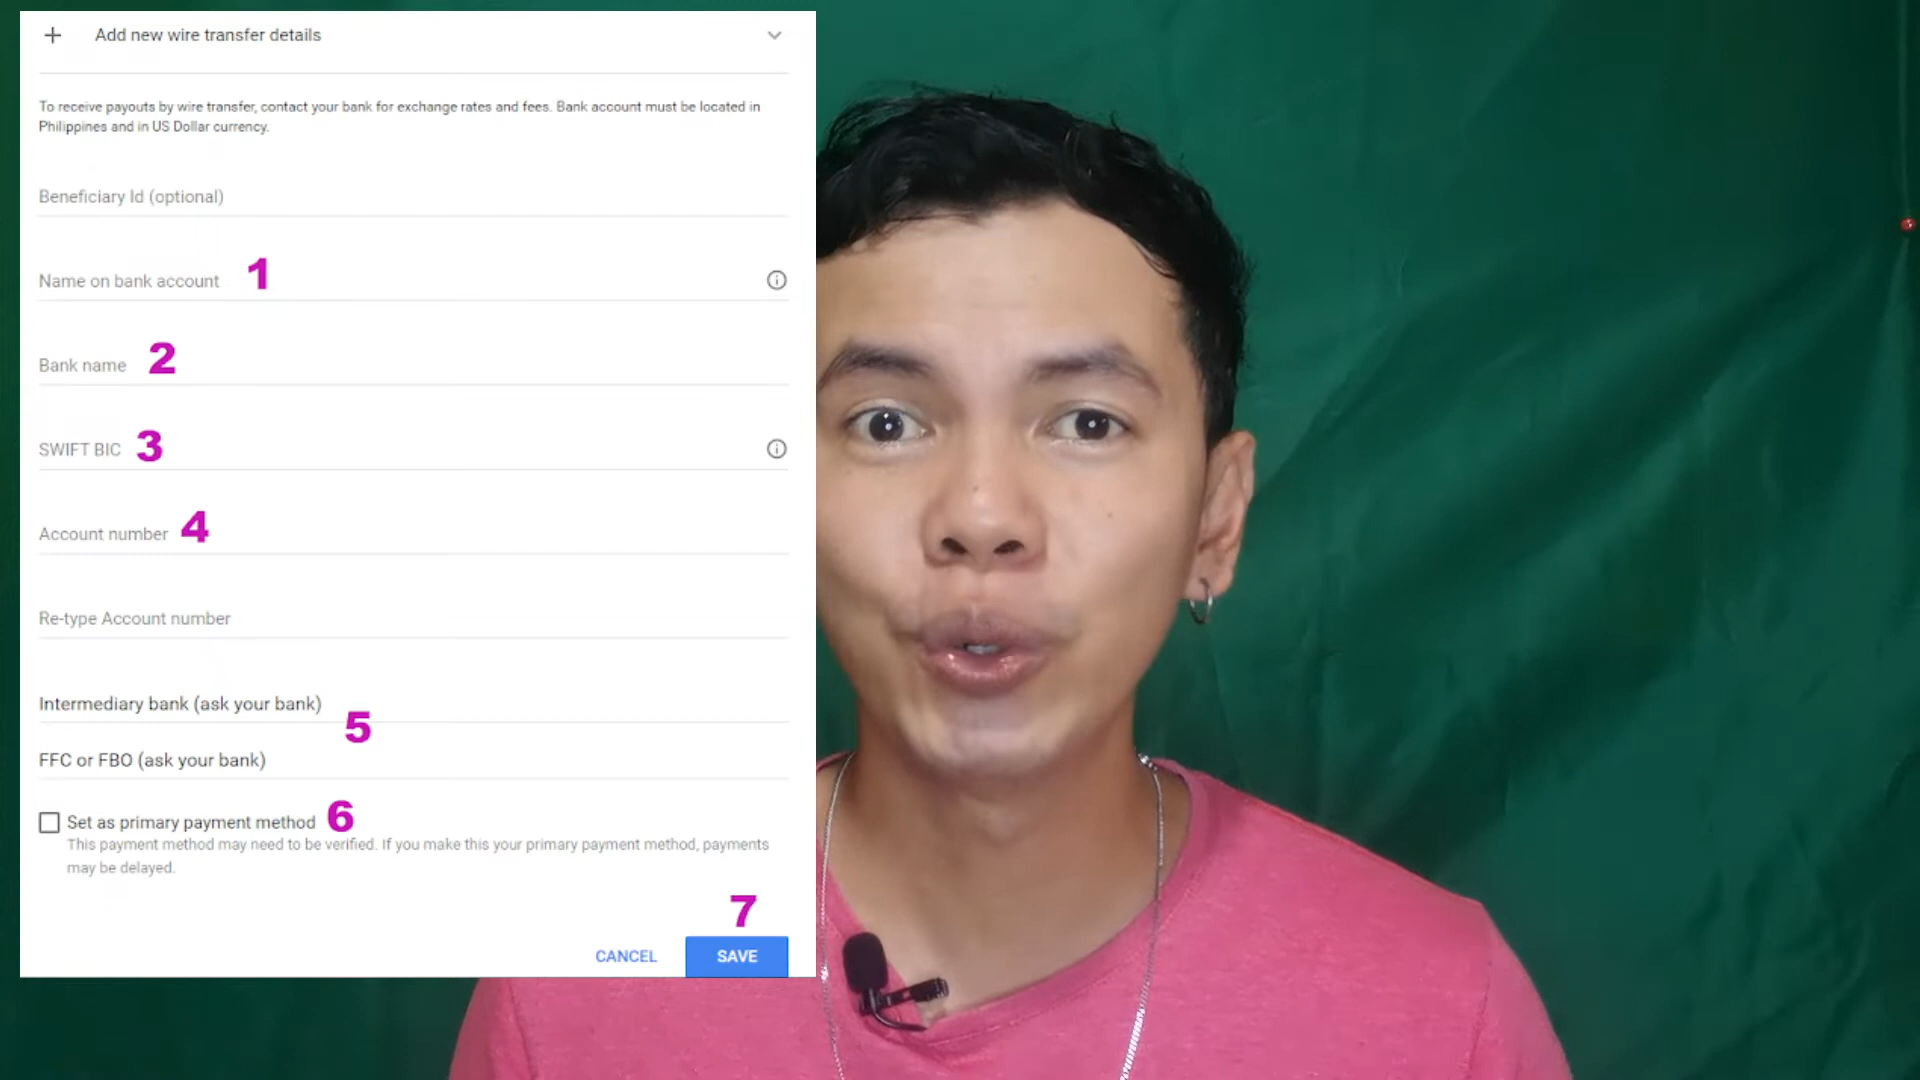 Add new wire transfer details
To receive payouts by wire transfer, contact your bank for exchange rates and fees. Bank account must be located in
Philippines and in US Dollar currency.
Beneficiary Id (optional)
Name on bank account 1
Bank name 2
SWIFT BIC 3
Account number 4
Re-type Account number
Intermediary bank (ask your bank)
5
FFC or FBO (ask your bank)
Set as primary payment method 6
This payment method may need to be verified. If you make this your primary payment method, payments
may be delayed.
7
CANCEL SAVE